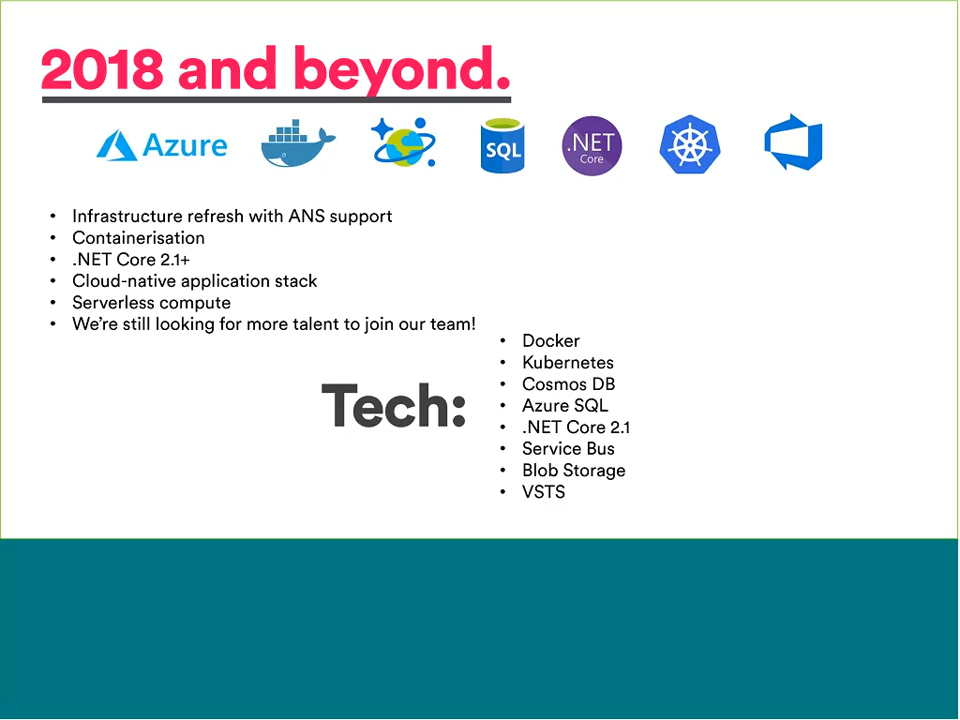 2018 and beyond.
Azure
SQL
.NET
Core
• Infrastructure refresh with ANS support
• Containerisation
• .NET Core 2.1+
• Cloud-native application stack
• Serverless compute
• We’re still looking for more talent to join our team!
Tech:
• Docker
• Kubernetes
• Cosmos DB
• Azure SQL
• .NET Core 2.1
• Service Bus
• Blob Storage
• VSTS